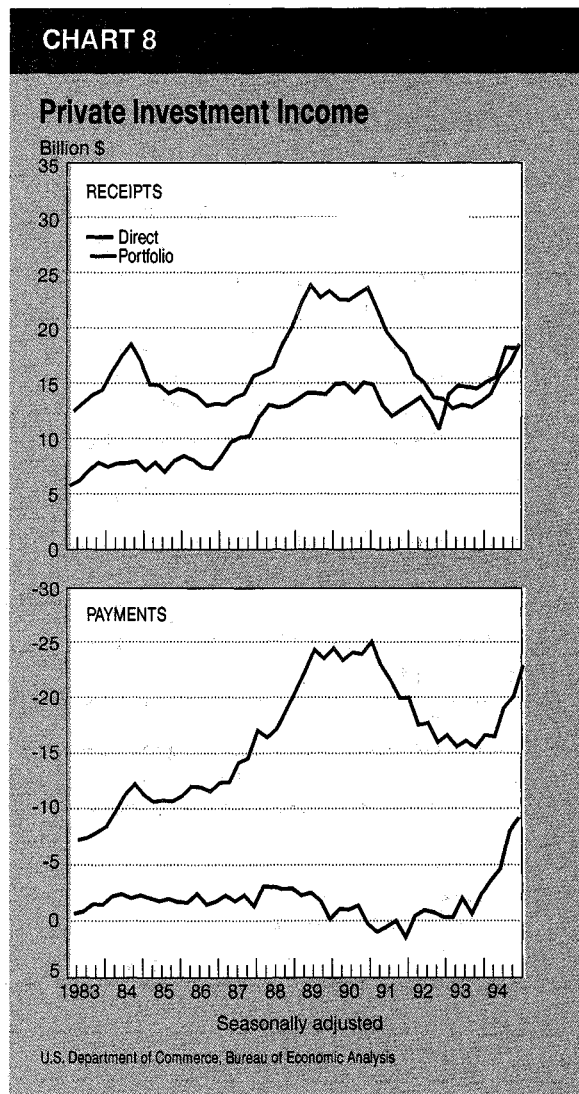 CHART 8
Private Investment Income
Billion $
35
RECEIPTS
30
Direct
Portfolio
25
20
15
10
5
0
-30
PAYMENTS
-25
-20
-15
-10
-5
0
5
1983 84 85 86 87 88 89 90 91 92 93 94
Seasonally adjusted
U.S. Department of Commerce, Bureau of Economic Analysis